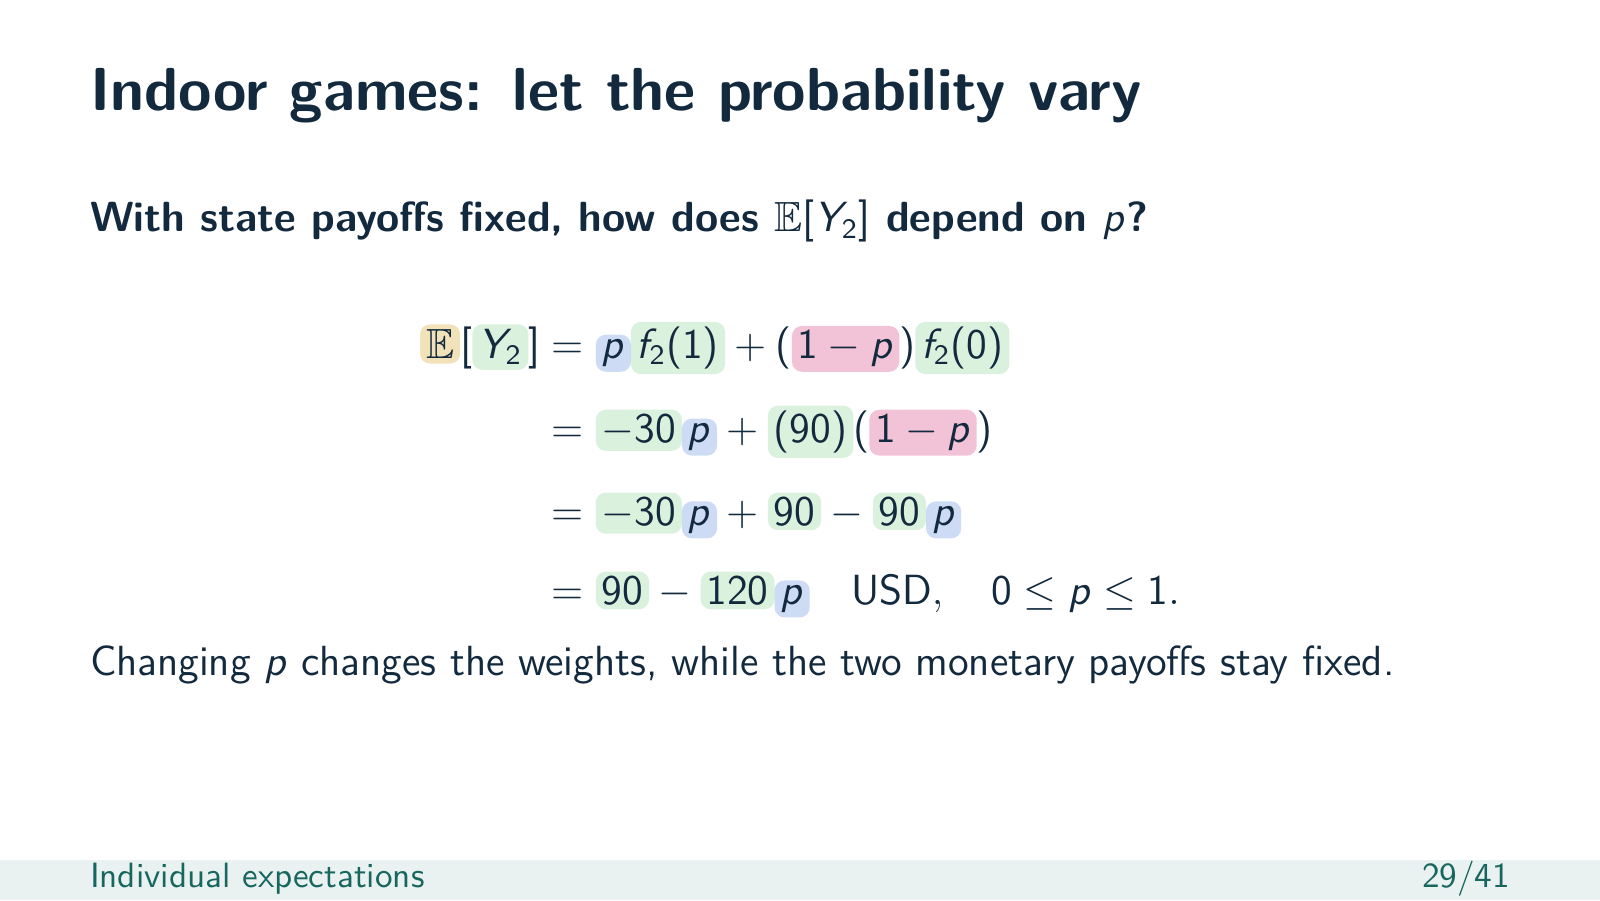 Indoor games: let the probability vary
With state payoffs fixed, how does 𝔼[Y₂] depend on p?
𝔼[Y₂] = p f₂(1) + (1 − p) f₂(0)
= −30 p + (90)(1 − p)
= −30 p + 90 − 90 p
= 90 − 120 p USD, 0 ≤ p ≤ 1.
Changing p changes the weights, while the two monetary payoffs stay fixed.
Individual expectations 29/41